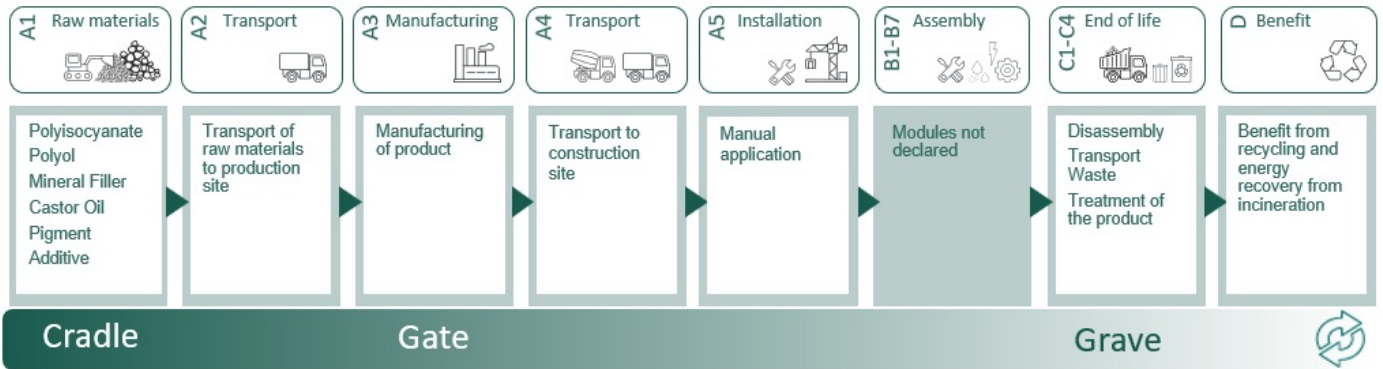 A1 Raw materials
A2 Transport
A3 Manufacturing
A4 Transport
A5 Installation
B1-B7 Assembly
C1-C4 End of life
D Benefit
Polyisocyanate
Polyol
Mineral Filler
Castor Oil
Pigment
Additive
Transport of
raw materials
to production
site
Manufacturing
of product
Transport to
construction
site
Manual
application
Modules not
declared
Disassembly
Transport
Waste
Treatment of
the product
Benefit from
recycling and
energy
recovery from
incineration
Cradle
Gate
Grave